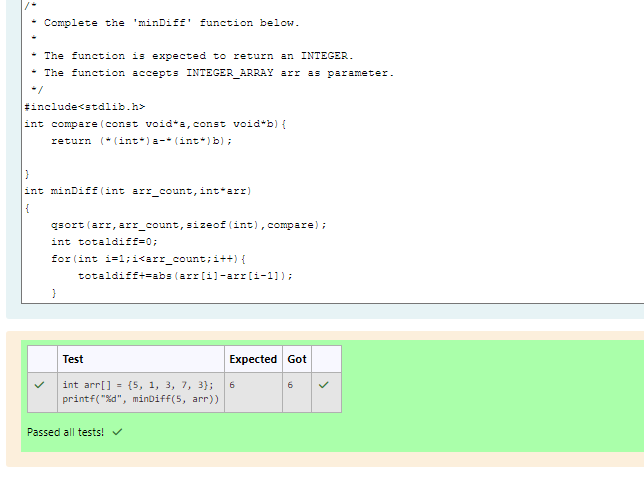 /*
* Complete the 'minDiff' function below.
*
* The function is expected to return an INTEGER.
* The function accepts INTEGER_ARRAY arr as parameter.
*/
#include<stdlib.h>
int compare(const void*a,const void*b){
return (*(int*)a-*(int*)b);
}
int minDiff(int arr_count,int*arr)
{
qsort(arr,arr_count,sizeof(int),compare);
int totaldiff=0;
for(int i=1;i<arr_count;i++){
totaldiff+=abs(arr[i]-arr[i-1]);
}
Test Expected Got
int arr[] = {5, 1, 3, 7, 3}; 6 6
printf("%d", minDiff(5, arr))
Passed all tests!